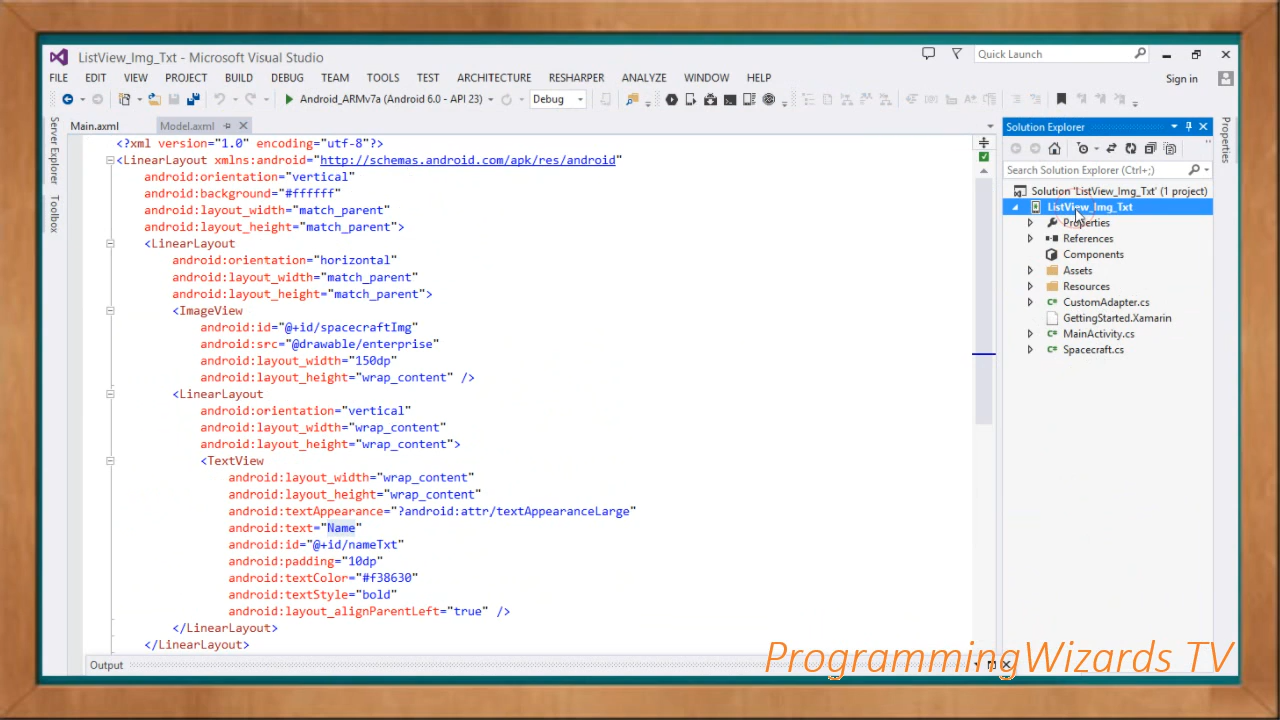 ListView_Img_Txt - Microsoft Visual Studio
Quick Launch
FILE EDIT VIEW PROJECT BUILD DEBUG TEAM TOOLS TEST ARCHITECTURE RESHARPER ANALYZE WINDOW HELP
Sign in
Android_ARMv7a (Android 6.0 - API 23)
Debug
Server Explorer
Toolbox
Main.axml
Model.axml
<?xml version="1.0" encoding="utf-8"?>
<LinearLayout xmlns:android="http://schemas.android.com/apk/res/android"
android:orientation="vertical"
android:background="#ffffff"
android:layout_width="match_parent"
android:layout_height="match_parent">
<LinearLayout
android:orientation="horizontal"
android:layout_width="match_parent"
android:layout_height="match_parent">
<ImageView
android:id="@+id/spacecraftImg"
android:src="@drawable/enterprise"
android:layout_width="150dp"
android:layout_height="wrap_content" />
<LinearLayout
android:orientation="vertical"
android:layout_width="wrap_content"
android:layout_height="wrap_content">
<TextView
android:layout_width="wrap_content"
android:layout_height="wrap_content"
android:textAppearance="?android:attr/textAppearanceLarge"
android:text="Name"
android:id="@+id/nameTxt"
android:padding="10dp"
android:textColor="#f38630"
android:textStyle="bold"
android:layout_alignParentLeft="true" />
</LinearLayout>
</LinearLayout>
Output
Solution Explorer
Search Solution Explorer (Ctrl+;)
Solution 'ListView_Img_Txt' (1 project)
ListView_Img_Txt
Properties
References
Components
Assets
Resources
C# CustomAdapter.cs
GettingStarted.Xamarin
C# MainActivity.cs
C# Spacecraft.cs
Properties
ProgrammingWizards TV